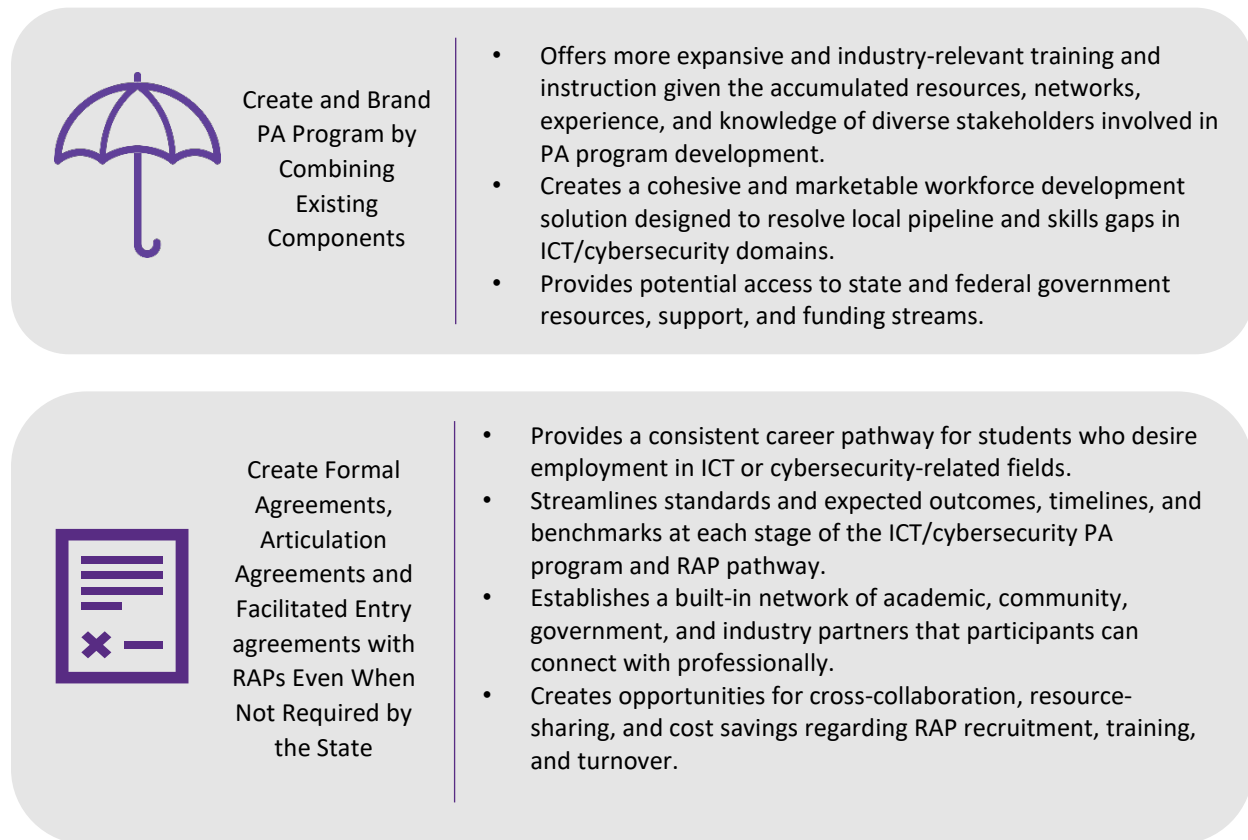 Create and Brand
PA Program by
Combining
Existing
Components
• Offers more expansive and industry-relevant training and
instruction given the accumulated resources, networks,
experience, and knowledge of diverse stakeholders involved in
PA program development.
• Creates a cohesive and marketable workforce development
solution designed to resolve local pipeline and skills gaps in
ICT/cybersecurity domains.
• Provides potential access to state and federal government
resources, support, and funding streams.
Create Formal
Agreements,
Articulation
Agreements and
Facilitated Entry
agreements with
RAPs Even When
Not Required by
the State
• Provides a consistent career pathway for students who desire
employment in ICT or cybersecurity-related fields.
• Streamlines standards and expected outcomes, timelines, and
benchmarks at each stage of the ICT/cybersecurity PA
program and RAP pathway.
• Establishes a built-in network of academic, community,
government, and industry partners that participants can
connect with professionally.
• Creates opportunities for cross-collaboration, resource-
sharing, and cost savings regarding RAP recruitment, training,
and turnover.